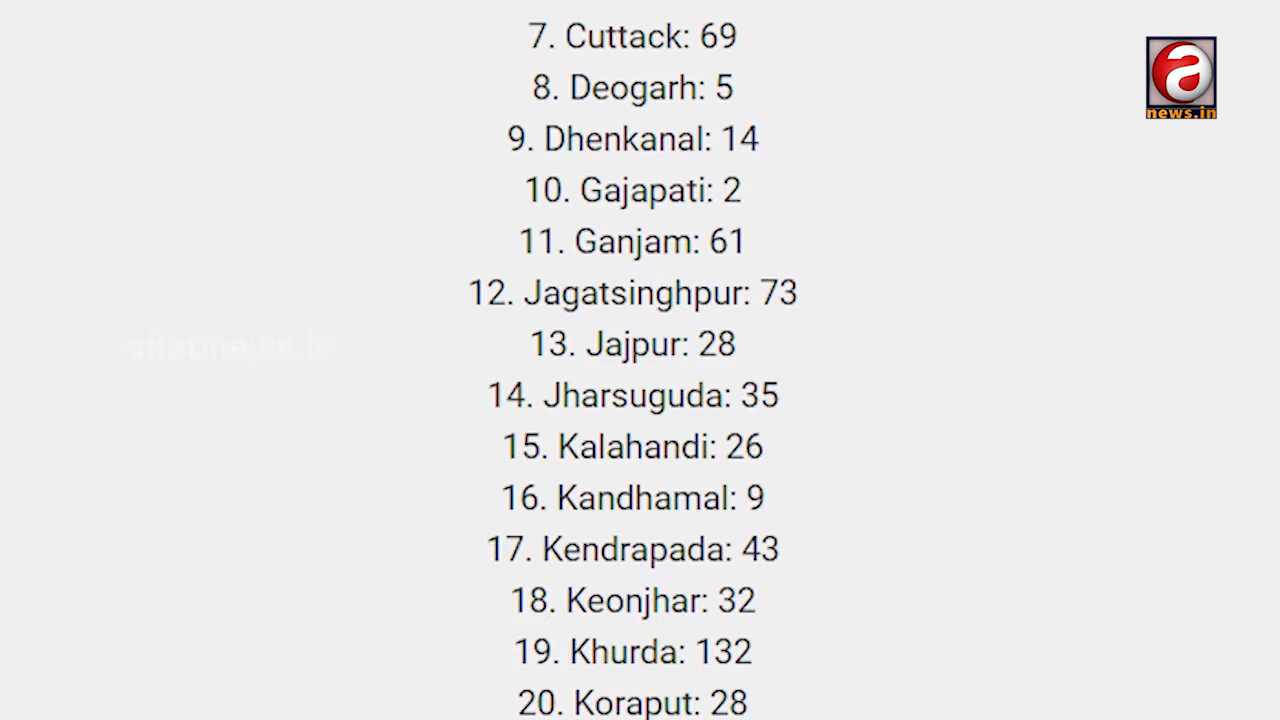 7. Cuttack: 69
8. Deogarh: 5
9. Dhenkanal: 14
10. Gajapati: 2
11. Ganjam: 61
12. Jagatsinghpur: 73
13. Jajpur: 28
14. Jharsuguda: 35
15. Kalahandi: 26
16. Kandhamal: 9
17. Kendrapada: 43
18. Keonjhar: 32
19. Khurda: 132
20. Koraput: 28
a
news.in